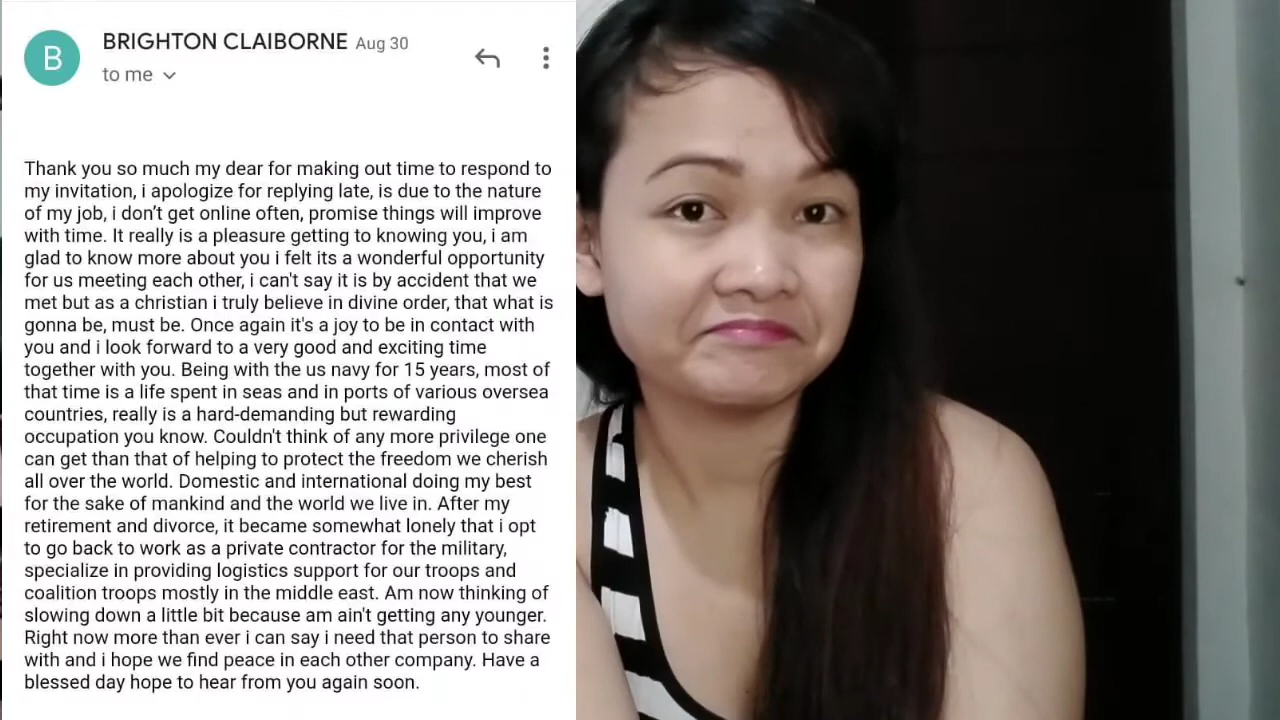 B
BRIGHTON CLAIBORNE Aug 30
to me
Thank you so much my dear for making out time to respond to
my invitation, i apologize for replying late, is due to the nature
of my job, i don't get online often, promise things will improve
with time. It really is a pleasure getting to knowing you, i am
glad to know more about you i felt its a wonderful opportunity
for us meeting each other, i can't say it is by accident that we
met but as a christian i truly believe in divine order, that what is
gonna be, must be. Once again it's a joy to be in contact with
you and i look forward to a very good and exciting time
together with you. Being with the us navy for 15 years, most of
that time is a life spent in seas and in ports of various oversea
countries, really is a hard-demanding but rewarding
occupation you know. Couldn't think of any more privilege one
can get than that of helping to protect the freedom we cherish
all over the world. Domestic and international doing my best
for the sake of mankind and the world we live in. After my
retirement and divorce, it became somewhat lonely that i opt
to go back to work as a private contractor for the military,
specialize in providing logistics support for our troops and
coalition troops mostly in the middle east. Am now thinking of
slowing down a little bit because am ain't getting any younger.
Right now more than ever i can say i need that person to share
with and i hope we find peace in each other company. Have a
blessed day hope to hear from you again soon.